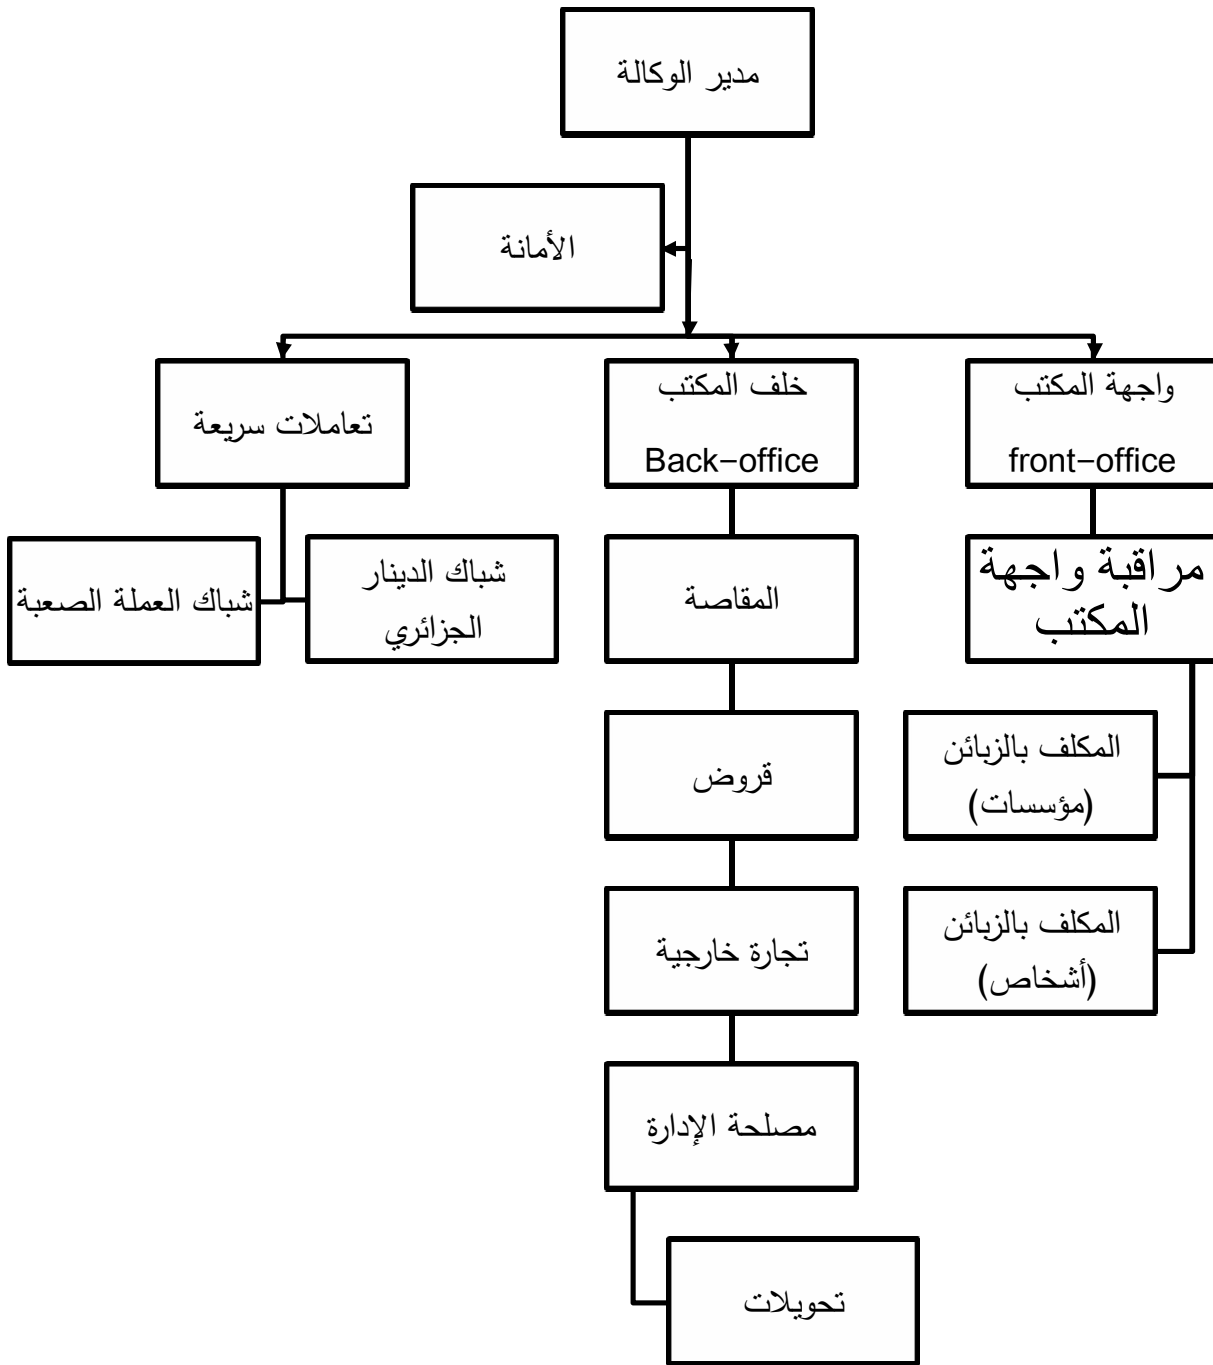 مدير الوكالة
الأمانة
واجهة المكتب
front-office
خلف المكتب
Back-office
تعاملات سريعة
مراقبة واجهة
المكتب
المقاصة
شباك الدينار
الجزائري
شباك العملة الصعبة
المكلف بالزبائن
(مؤسسات)
قروض
المكلف بالزبائن
(أشخاص)
تجارة خارجية
مصلحة الإدارة
تحويلات